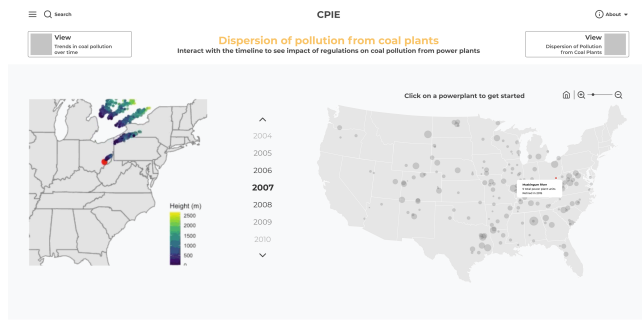 Search
CPIE
About
View
Trends in coal pollution
over time
Dispersion of pollution from coal plants
Interact with the timeline to see impact of regulations on coal pollution from power plants
View
Dispersion of Pollution
from Coal Plants
Click on a powerplant to get started
2004
2005
2006
2007
2008
2009
2010
Height (m)
2500
2000
1500
1000
500
0